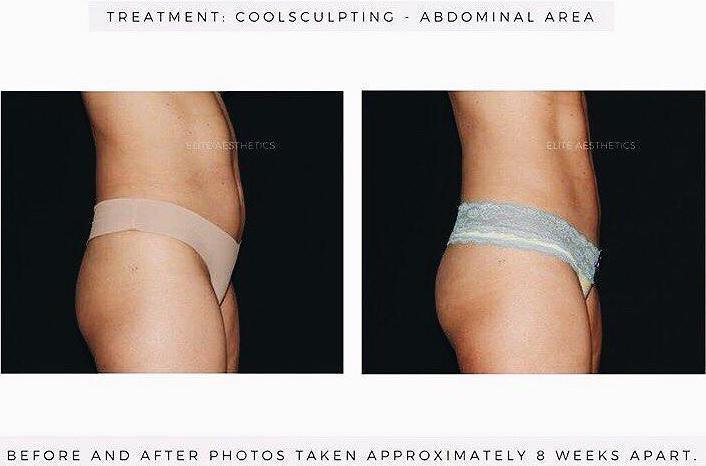 TREATMENT: COOLSCULPTING - ABDOMINAL AREA
ELITE AESTHETICS
ELITE AESTHETICS
BEFORE AND AFTER PHOTOS TAKEN APPROXIMATELY 8 WEEKS APART.